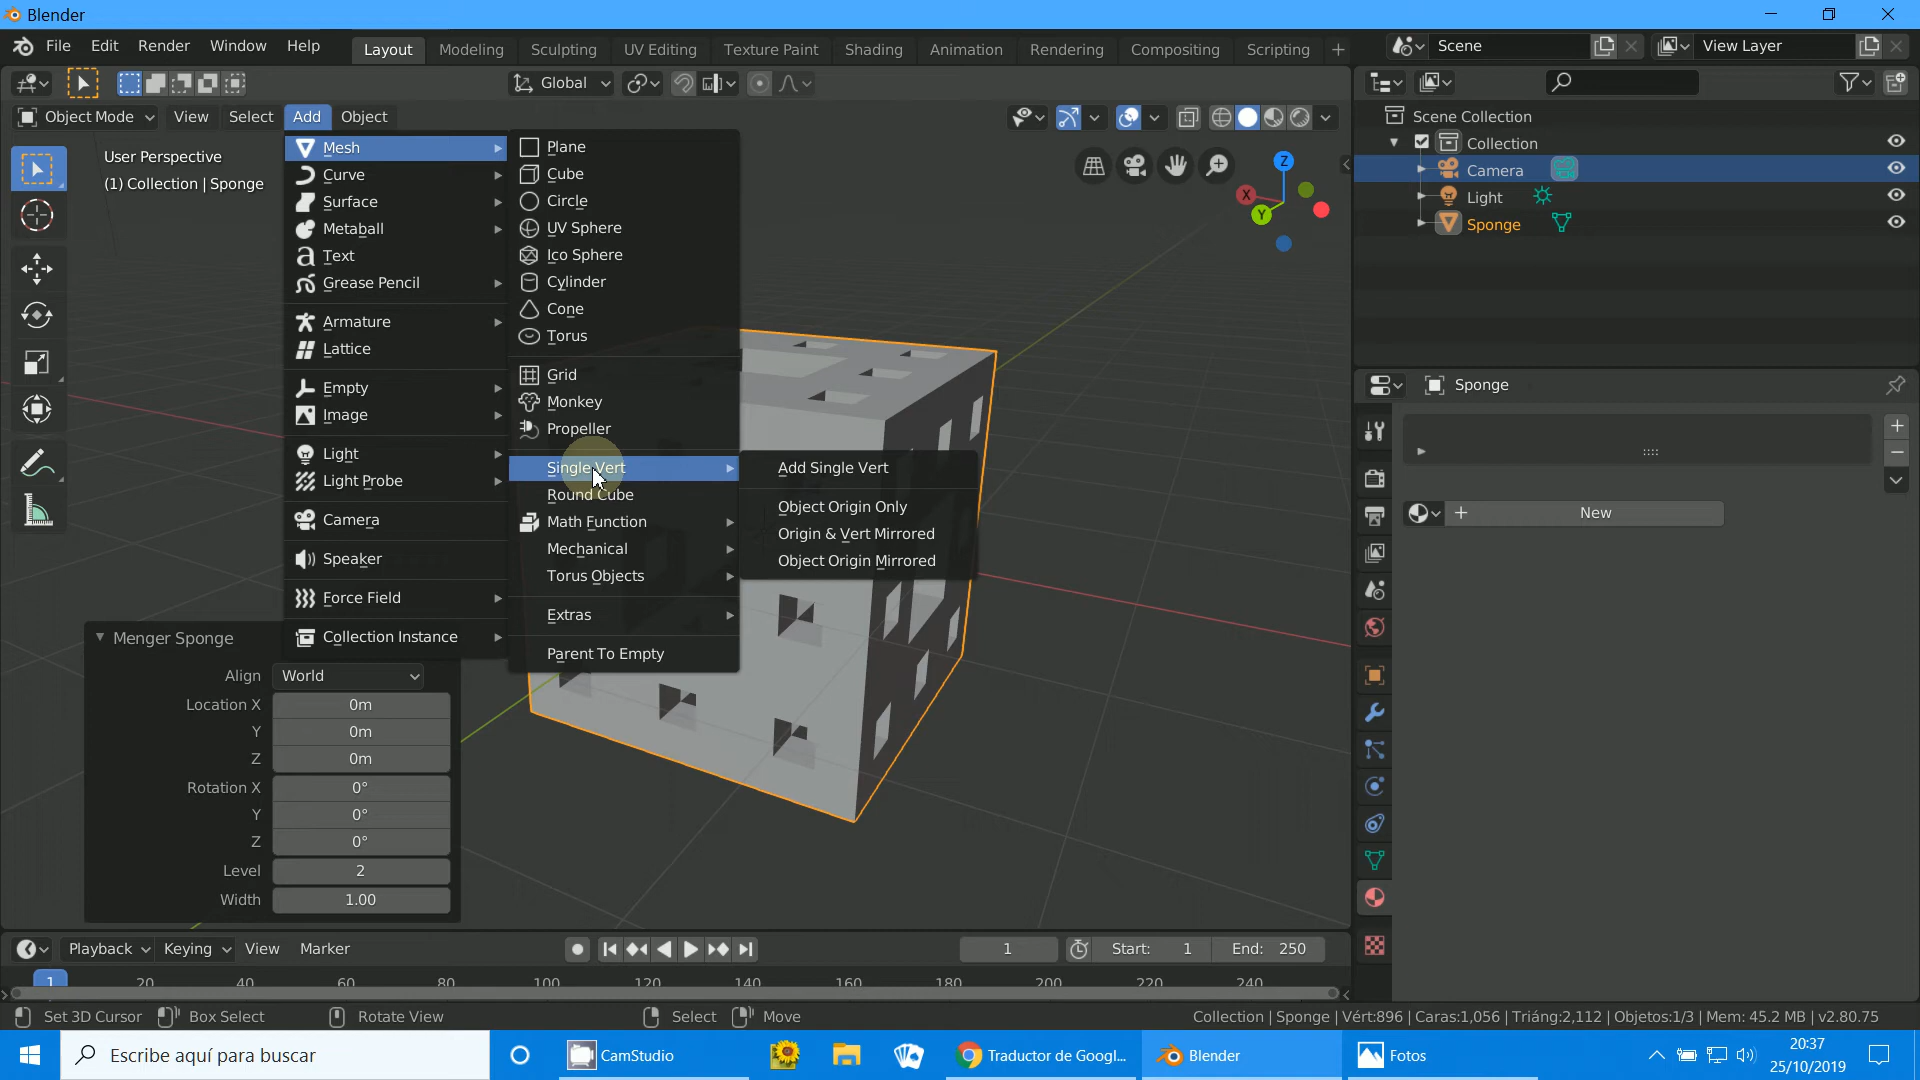 Blender
File Edit Render Window Help
Layout Modeling Sculpting UV Editing Texture Paint Shading Animation Rendering Compositing Scripting +
Scene
View Layer
Global
Object Mode View Select Add Object
User Perspective
(1) Collection | Sponge
Mesh
Curve
Surface
Metaball
Text
Grease Pencil
Armature
Lattice
Empty
Image
Light
Light Probe
Camera
Speaker
Force Field
Collection Instance
Plane
Cube
Circle
UV Sphere
Ico Sphere
Cylinder
Cone
Torus
Grid
Monkey
Propeller
Single Vert
Round Cube
Math Function
Mechanical
Torus Objects
Extras
Parent To Empty
Add Single Vert
Object Origin Only
Origin & Vert Mirrored
Object Origin Mirrored
Z
X
Y
Menger Sponge
Align World
Location X 0m
Y 0m
Z 0m
Rotation X 0°
Y 0°
Z 0°
Level 2
Width 1.00
Scene Collection
Collection
Camera
Light
Sponge
Sponge
+ New
Playback Keying View Marker
1 Start: 1 End: 250
1 20 40 60 80 100 120 140 160 180 200 220 240
Set 3D Cursor Box Select Rotate View Select Move
Collection | Sponge | Vért:896 | Caras:1,056 | Triáng:2,112 | Objetos:1/3 | Mem: 45.2 MB | v2.80.75
Escribe aquí para buscar
CamStudio
Traductor de Googl...
Blender
Fotos
20:37
25/10/2019